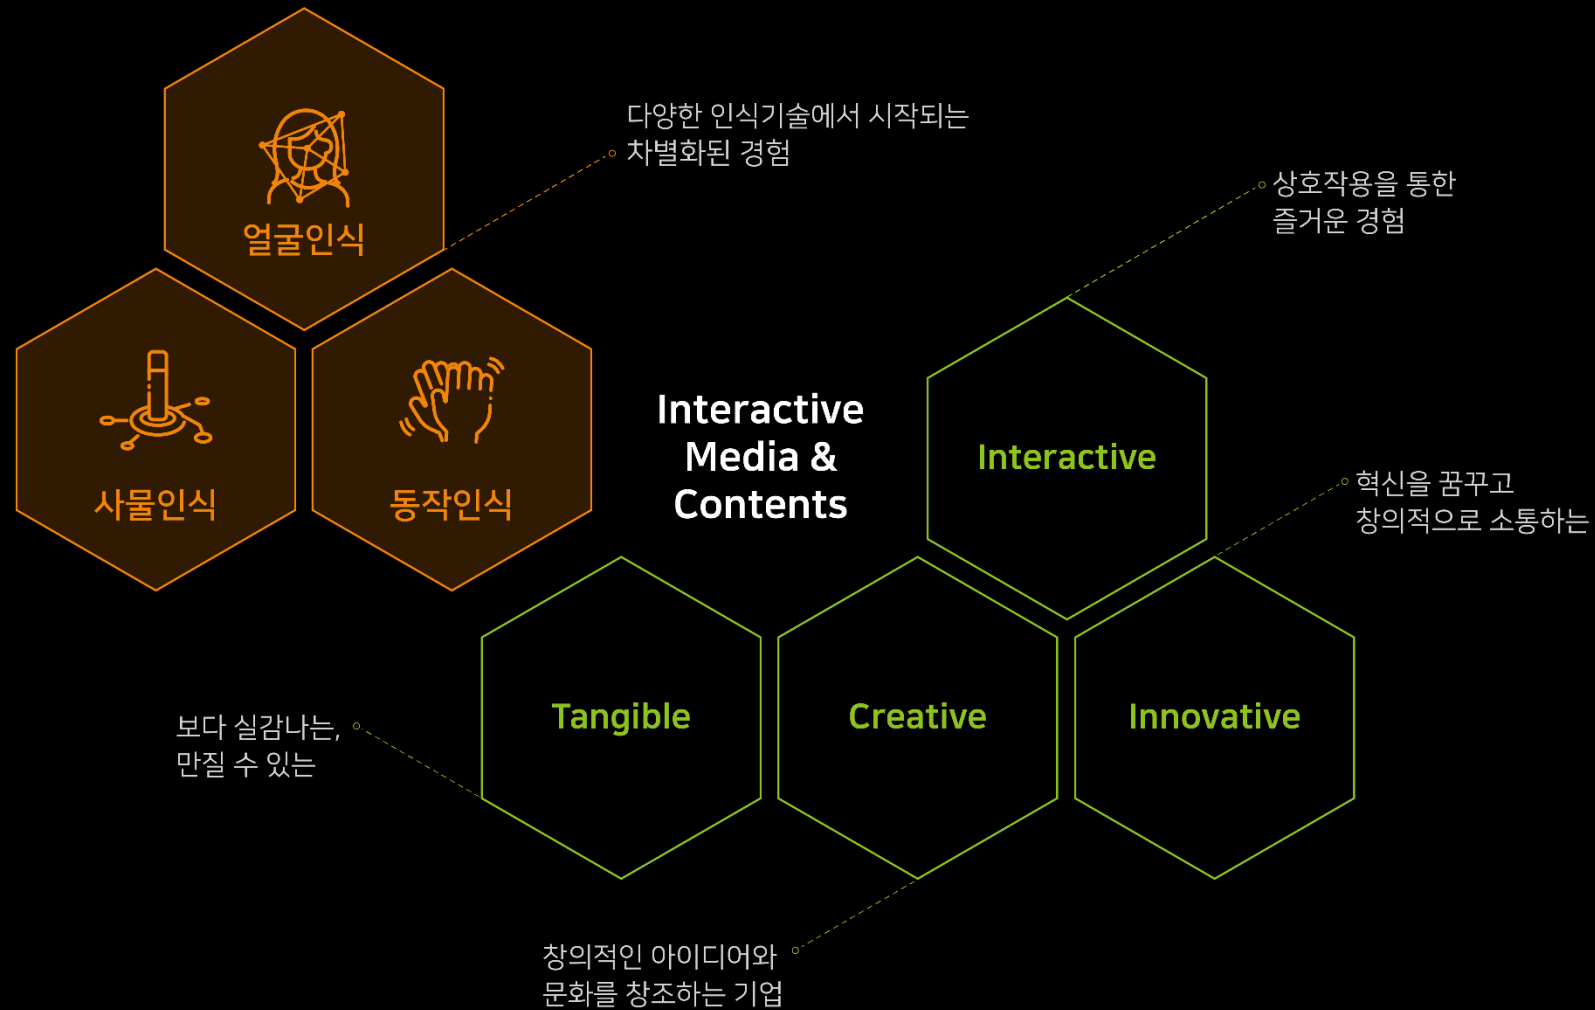 얼굴인식
사물인식
동작인식
다양한 인식기술에서 시작되는
차별화된 경험
Interactive
Media &
Contents
상호작용을 통한
즐거운 경험
Interactive
혁신을 꿈꾸고
창의적으로 소통하는
Tangible
Creative
Innovative
보다 실감나는,
만질 수 있는
창의적인 아이디어와
문화를 창조하는 기업